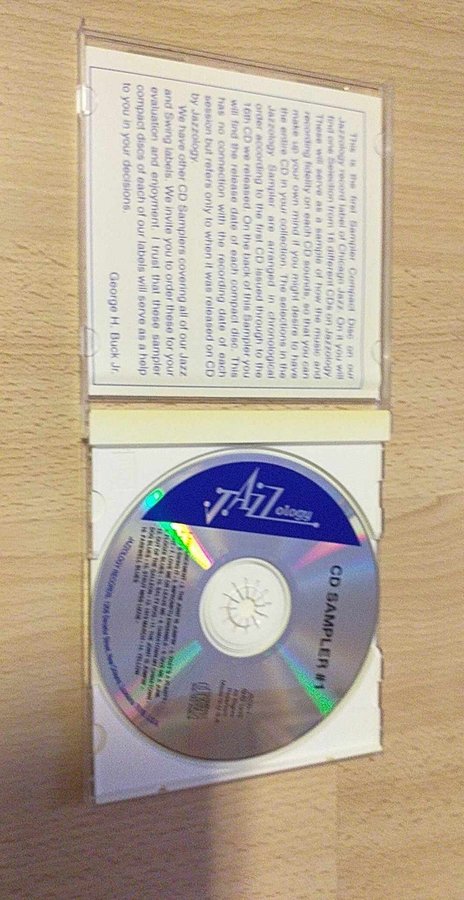 This is the first Sampler Compact Disc on our
Jazzology record label of Chicago Jazz. On it you will
find one Selection from 16 different CDs on Jazzology.
These will serve as a sample of how the music and
recording fidelity of each CD sounds, so that you can
make up your own mind if you might desire to have
the entire CD in your collection. The selections in the
Jazzology Sampler are arranged in chronological
order according to the first CD issued through to the
16th CD we released. On the back of this Sampler you
will find the release date of each compact disc. This
has no connection with the recording date of each
session but refers only to when it was released on CD
by Jazzology.
We have other CD Samplers covering all of our Jazz
and Swing labels. We invite you to order these for your
evaluation and enjoyment. I trust that these sampler
compact discs of each of our labels will serve as a help
to you in your decisions.
George H. Buck Jr.
JAZZology
CD SAMPLER #1